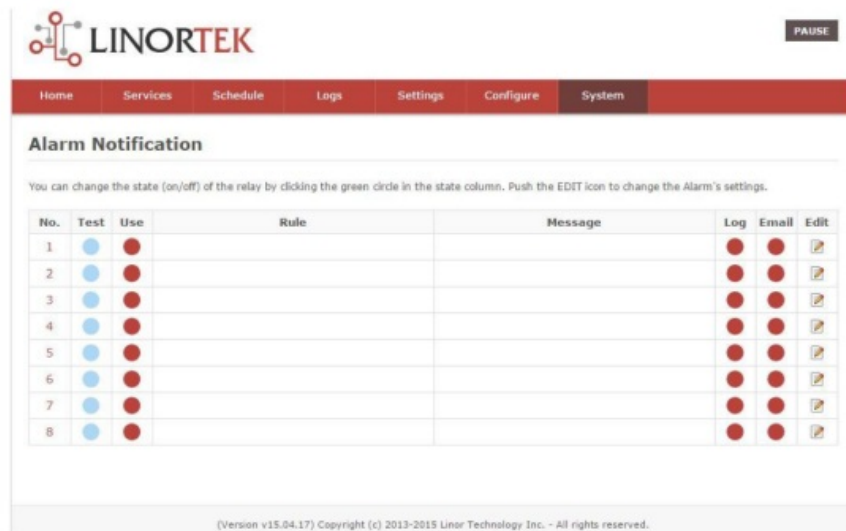 LINORTEK
PAUSE
Home Services Schedule Logs Settings Configure System
Alarm Notification
You can change the state (on/off) of the relay by clicking the green circle in the state column. Push the EDIT icon to change the Alarm's settings.
No. Test Use Rule Message Log Email Edit
1
2
3
4
5
6
7
8
(Version v15.04.17) Copyright (c) 2013-2015 Linor Technology Inc. - All rights reserved.